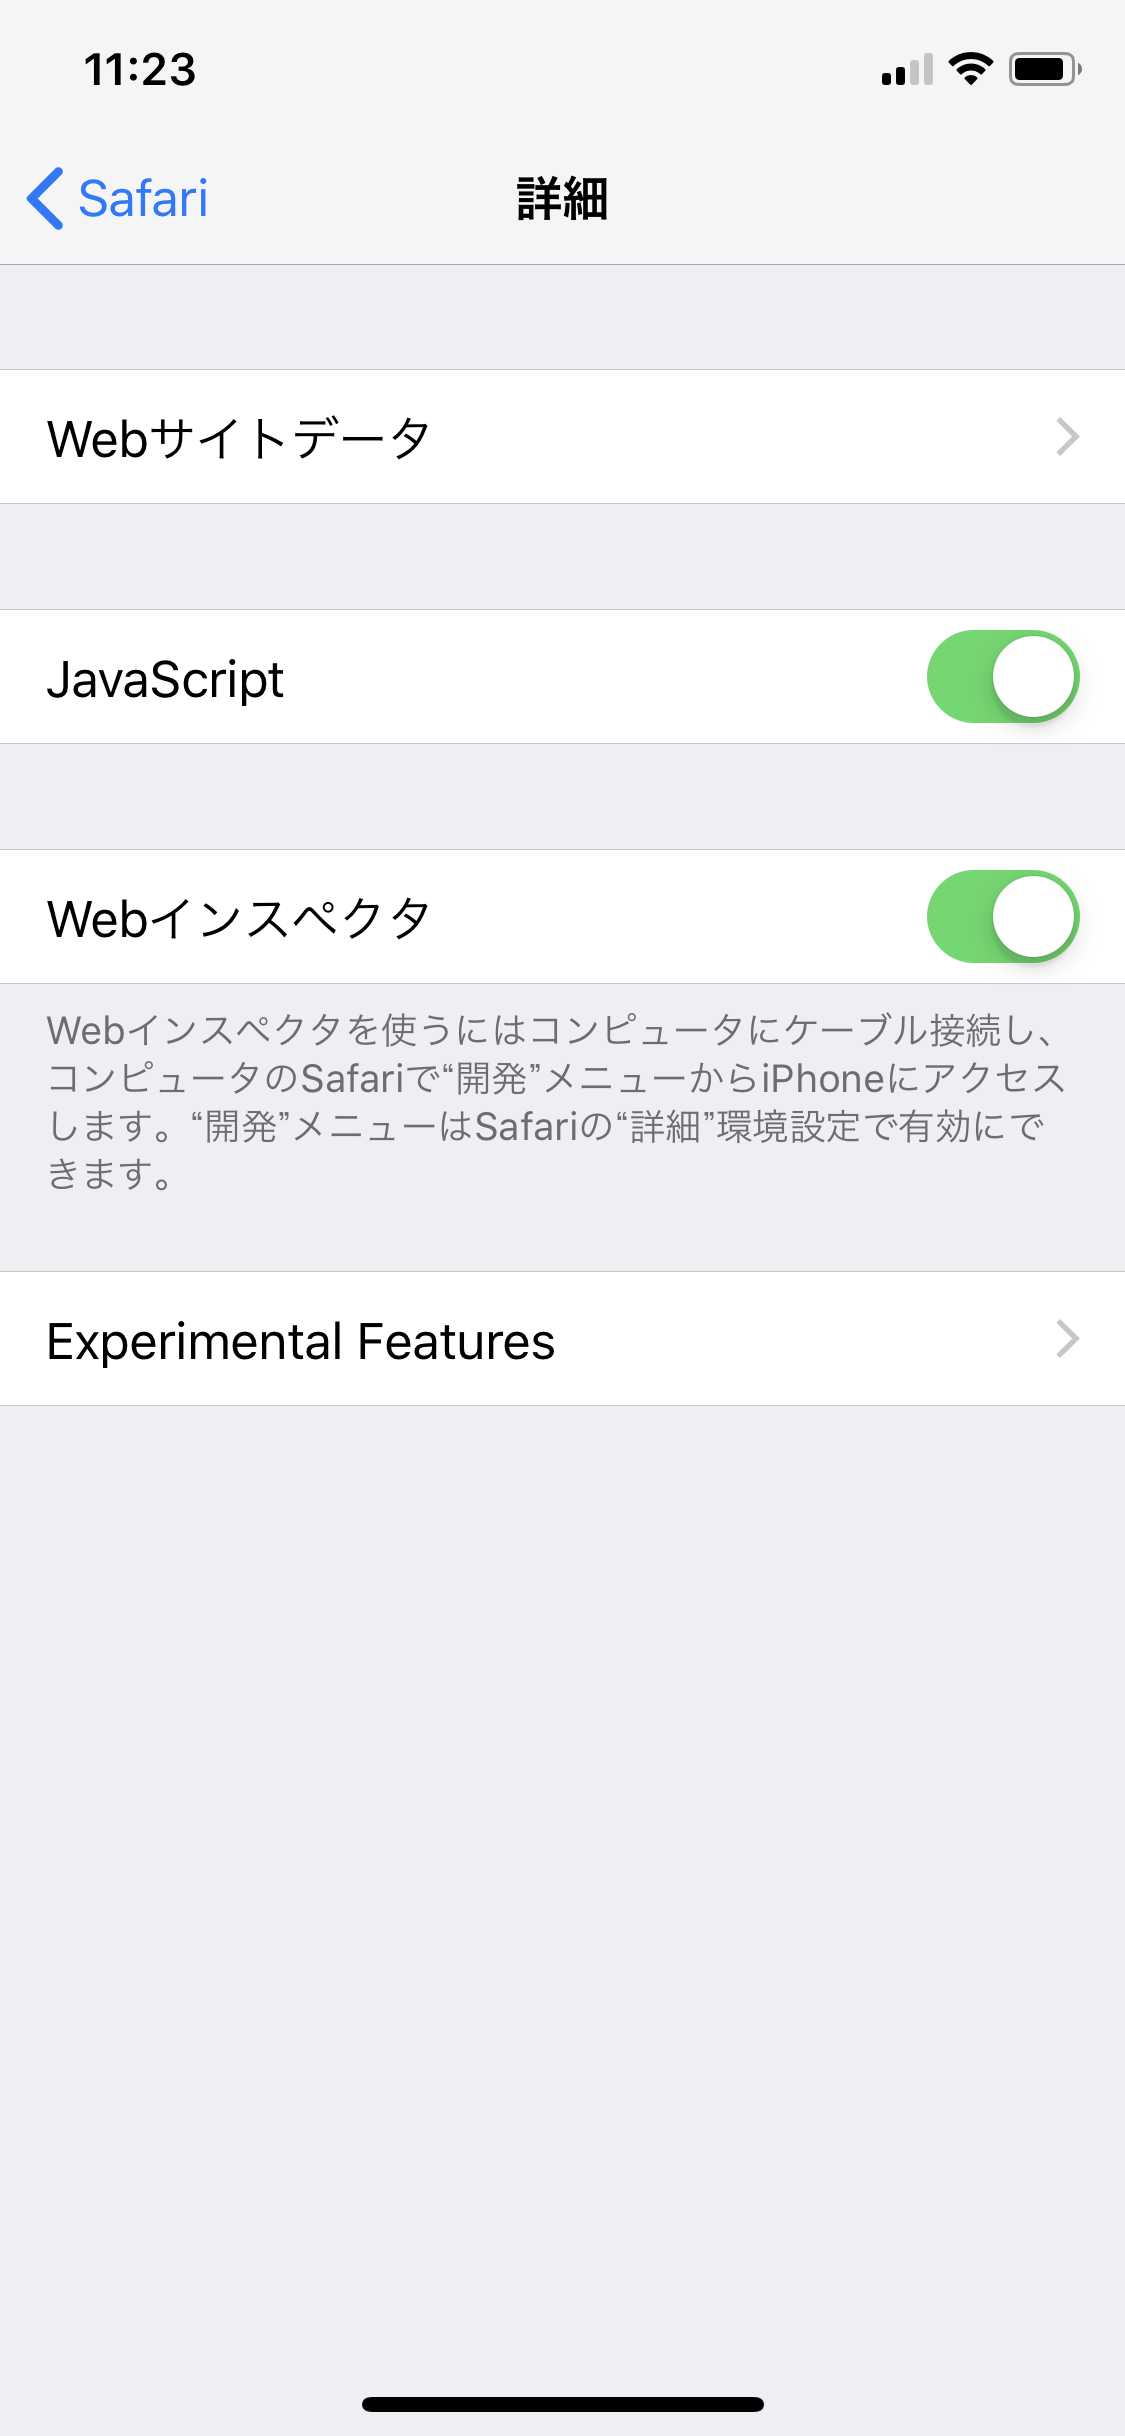 11:23
Safari
詳細
Webサイトデータ
JavaScript
Webインスペクタ
Webインスペクタを使うにはコンピュータにケーブル接続し、
コンピュータのSafariで“開発”メニューからiPhoneにアクセス
します。“開発”メニューはSafariの“詳細”環境設定で有効にで
きます。
Experimental Features